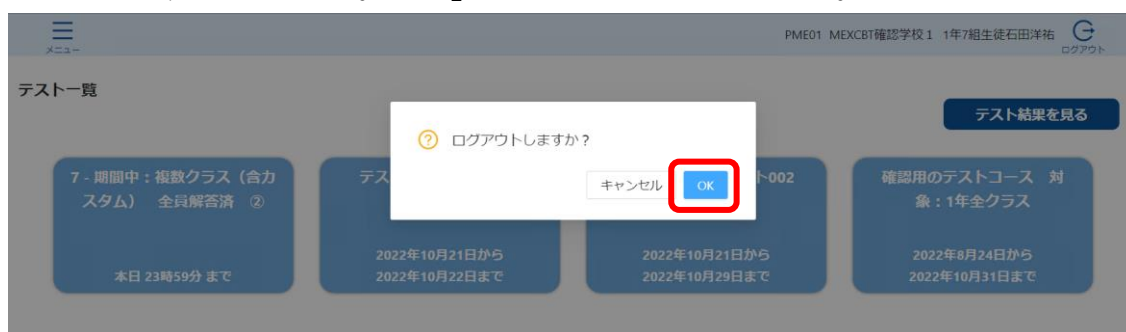 メニュー
PME01 MEXCBT確認学校１ 1年7組生徒石田洋祐
ログアウト
テスト一覧
テスト結果を見る
ログアウトしますか？
キャンセル
OK
7 - 期間中：複数クラス（合力
スタム） 全員解答済 ②
本日 23時59分 まで
テス
2022年10月21日から
2022年10月22日まで
ト002
2022年10月21日から
2022年10月29日まで
確認用のテストコース 対
象：1年全クラス
2022年8月24日から
2022年10月31日まで